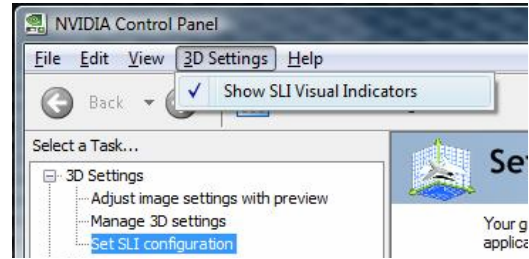 NVIDIA Control Panel
File Edit View 3D Settings Help
Show SLI Visual Indicators
Back
Select a Task...
3D Settings
Adjust image settings with preview
Manage 3D settings
Set SLI configuration
Se
Your g
applica